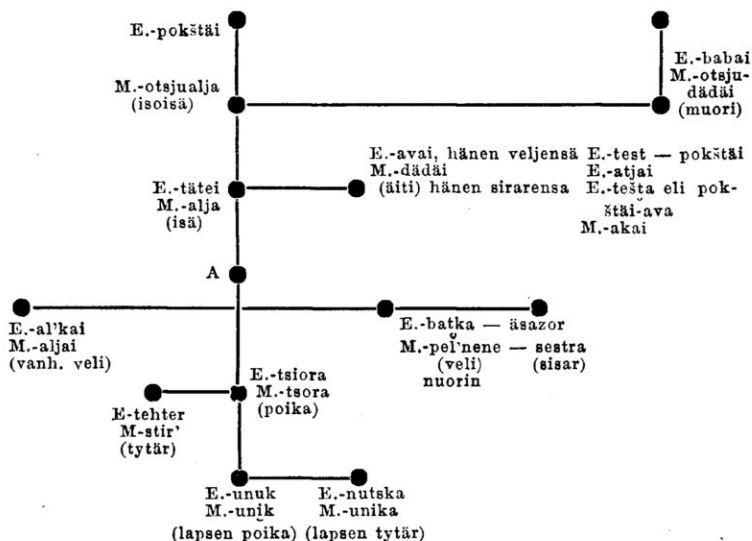 E.-pokštäi
M.-otsjualja
(isoisä)
E.-babai
M.-otsju-
dädäi
(muori)
E.-tätei
M.-alja
(isä)
E.-avai, hänen veljensä
M.-dädäi
(äiti) hänen sirarensa
E.-test — pokštäi
E.-atjai
E.-tešta eli pok-
štäi-ava
M.-akai
A
E.-al'kai
M.-aljai
(vanh. veli)
E.-batka — äsazor
M.-pel'nene — sestra
(veli) (sisar)
nuorin
E.-tsiora
M.-tsora
(poika)
E-tehter
M-stir'
(tytär)
E.-unuk E.-nutska
M.-unik M.-unika
(lapsen poika) (lapsen tytär)